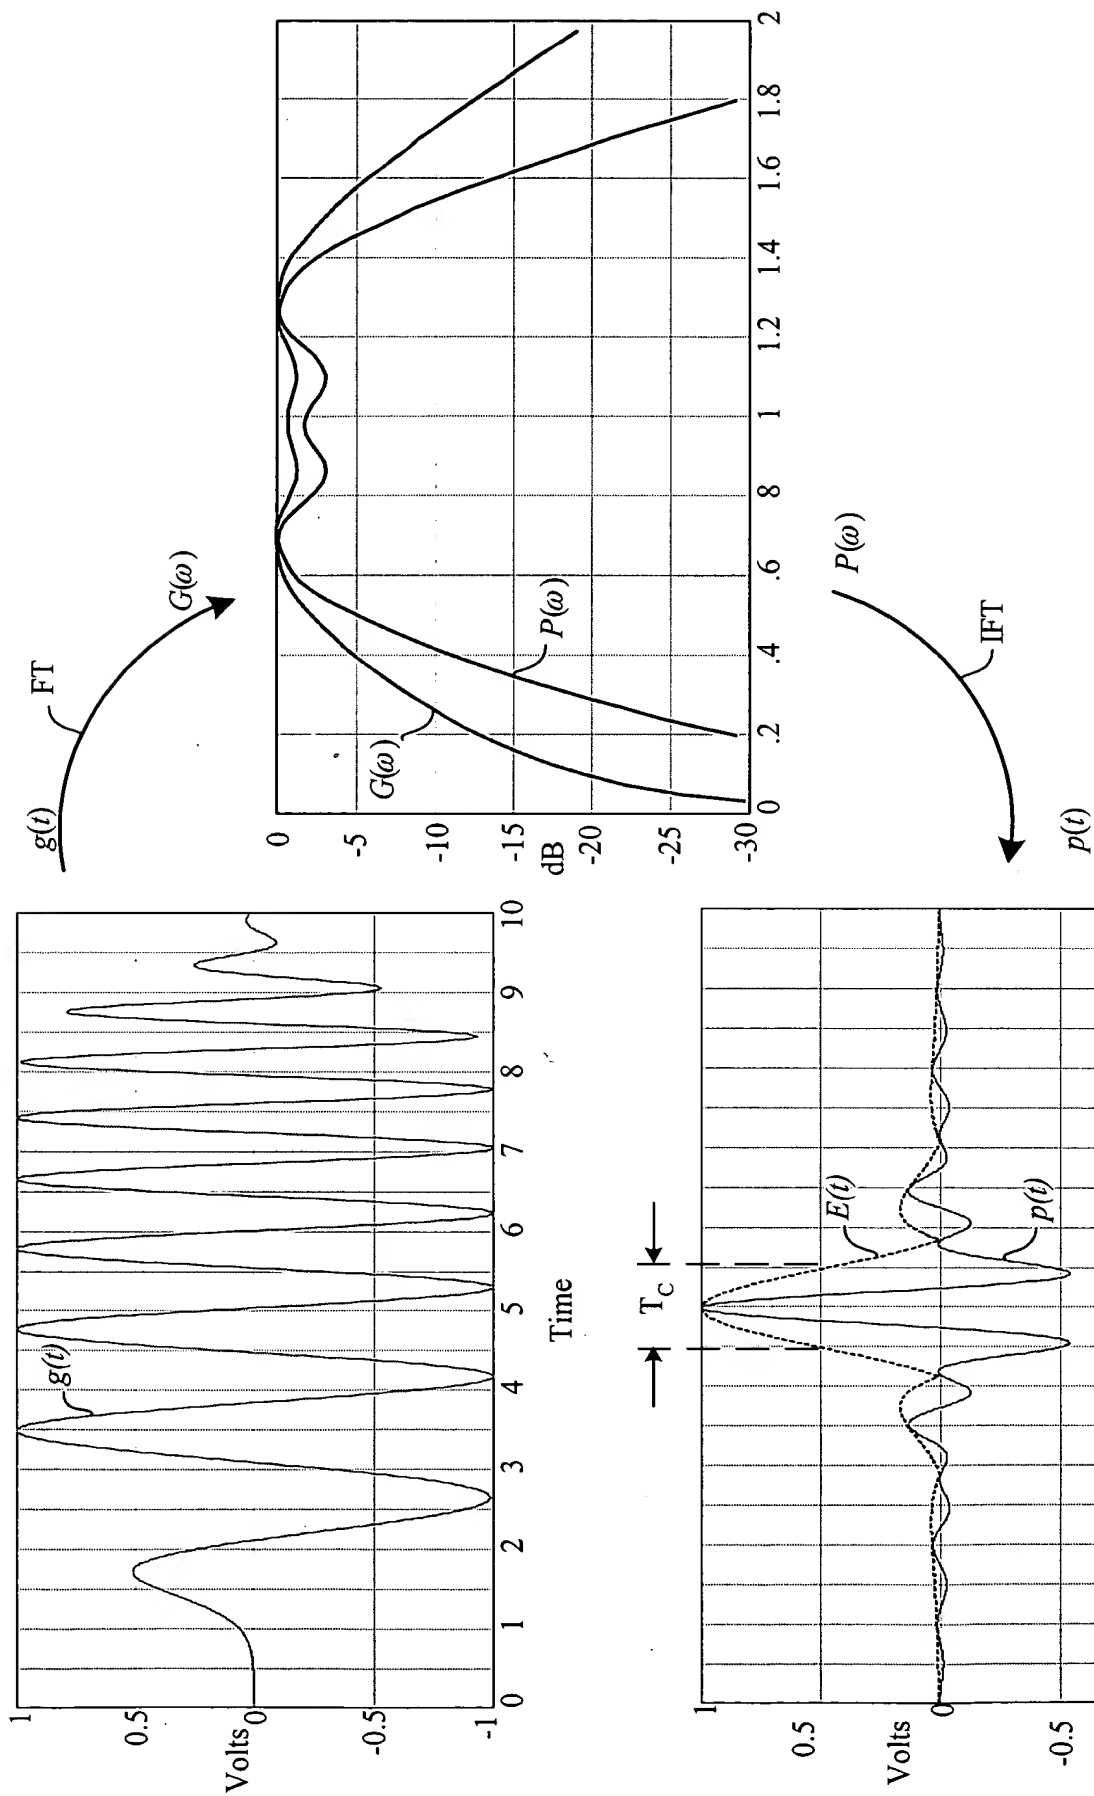 g(t)
FT
G(ω)
1
0.5
Volts
0
-0.5
-1
g(t)
0 1 2 3 4 5 6 7 8 9 10
Time
0
-5
-10
-15
dB
-20
-25
-30
G(ω)
P(ω)
0 .2 .4 .6 .8 1 1.2 1.4 1.6 1.8 2
P(ω)
IFT
p(t)
1
0.5
Volts
0
-0.5
T_C
E(t)
p(t)